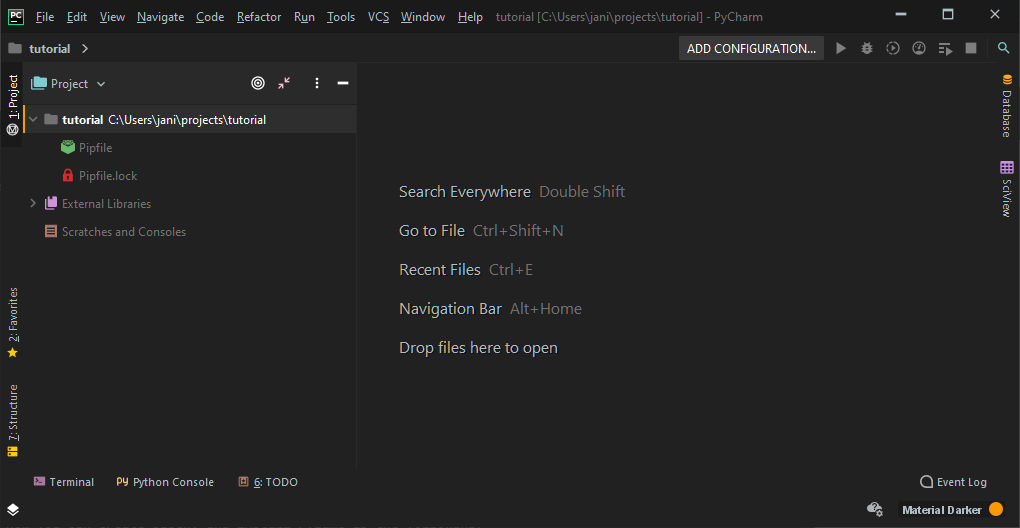 PC File Edit View Navigate Code Refactor Run Tools VCS Window Help tutorial [C:\Users\jani\projects\tutorial] - PyCharm
tutorial ADD CONFIGURATION...
1: Project
Project
tutorial C:\Users\jani\projects\tutorial
Pipfile
Pipfile.lock
External Libraries
Scratches and Consoles
2: Favorites
7: Structure
Search Everywhere Double Shift
Go to File Ctrl+Shift+N
Recent Files Ctrl+E
Navigation Bar Alt+Home
Drop files here to open
Database
SciView
Terminal Python Console 6: TODO Event Log
Material Darker